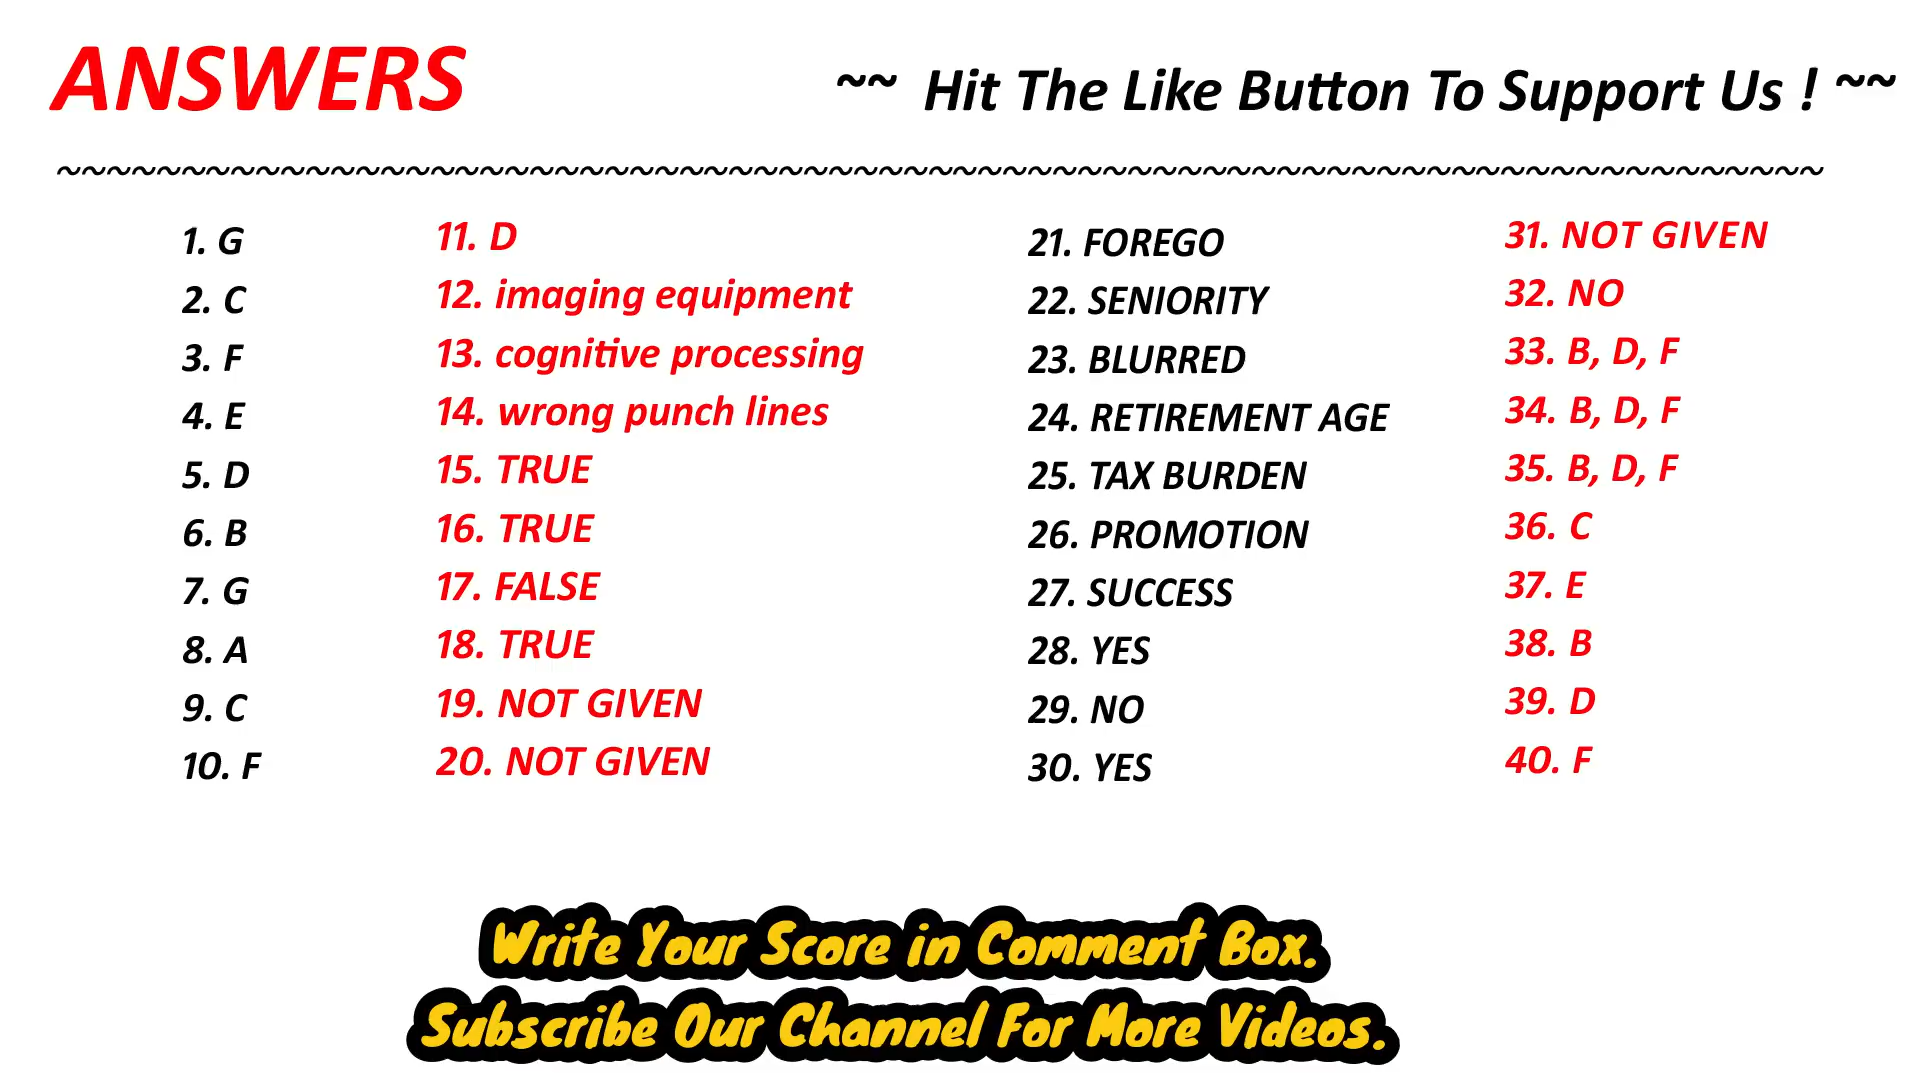 ANSWERS
~~ Hit The Like Button To Support Us ! ~~
~~~~~~~~~~~~~~~~~~~~~~~~~~~~~~~~~~~~~~~~~~~~~~~~~~~~~~~~~~~~~~~~~~~~~~~
1. G
2. C
3. F
4. E
5. D
6. B
7. G
8. A
9. C
10. F
11. D
12. imaging equipment
13. cognitive processing
14. wrong punch lines
15. TRUE
16. TRUE
17. FALSE
18. TRUE
19. NOT GIVEN
20. NOT GIVEN
21. FOREGO
22. SENIORITY
23. BLURRED
24. RETIREMENT AGE
25. TAX BURDEN
26. PROMOTION
27. SUCCESS
28. YES
29. NO
30. YES
31. NOT GIVEN
32. NO
33. B, D, F
34. B, D, F
35. B, D, F
36. C
37. E
38. B
39. D
40. F
Write Your Score in Comment Box.
Subscribe Our Channel For More Videos.